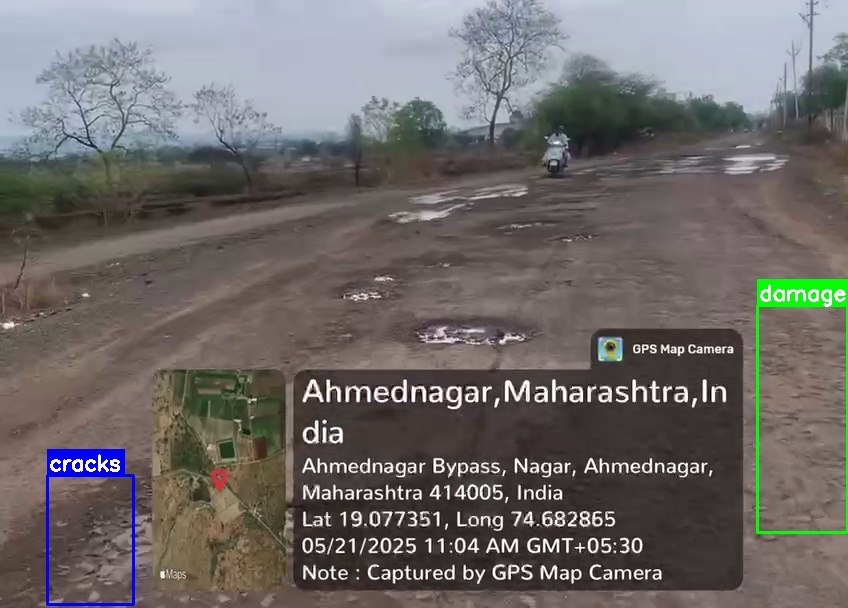 damage
GPS Map Camera
Ahmednagar,Maharashtra,In
dia
cracks
Ahmednagar Bypass, Nagar, Ahmednagar,
Maharashtra 414005, India
Lat 19.077351, Long 74.682865
05/21/2025 11:04 AM GMT+05:30
Note : Captured by GPS Map Camera
Maps